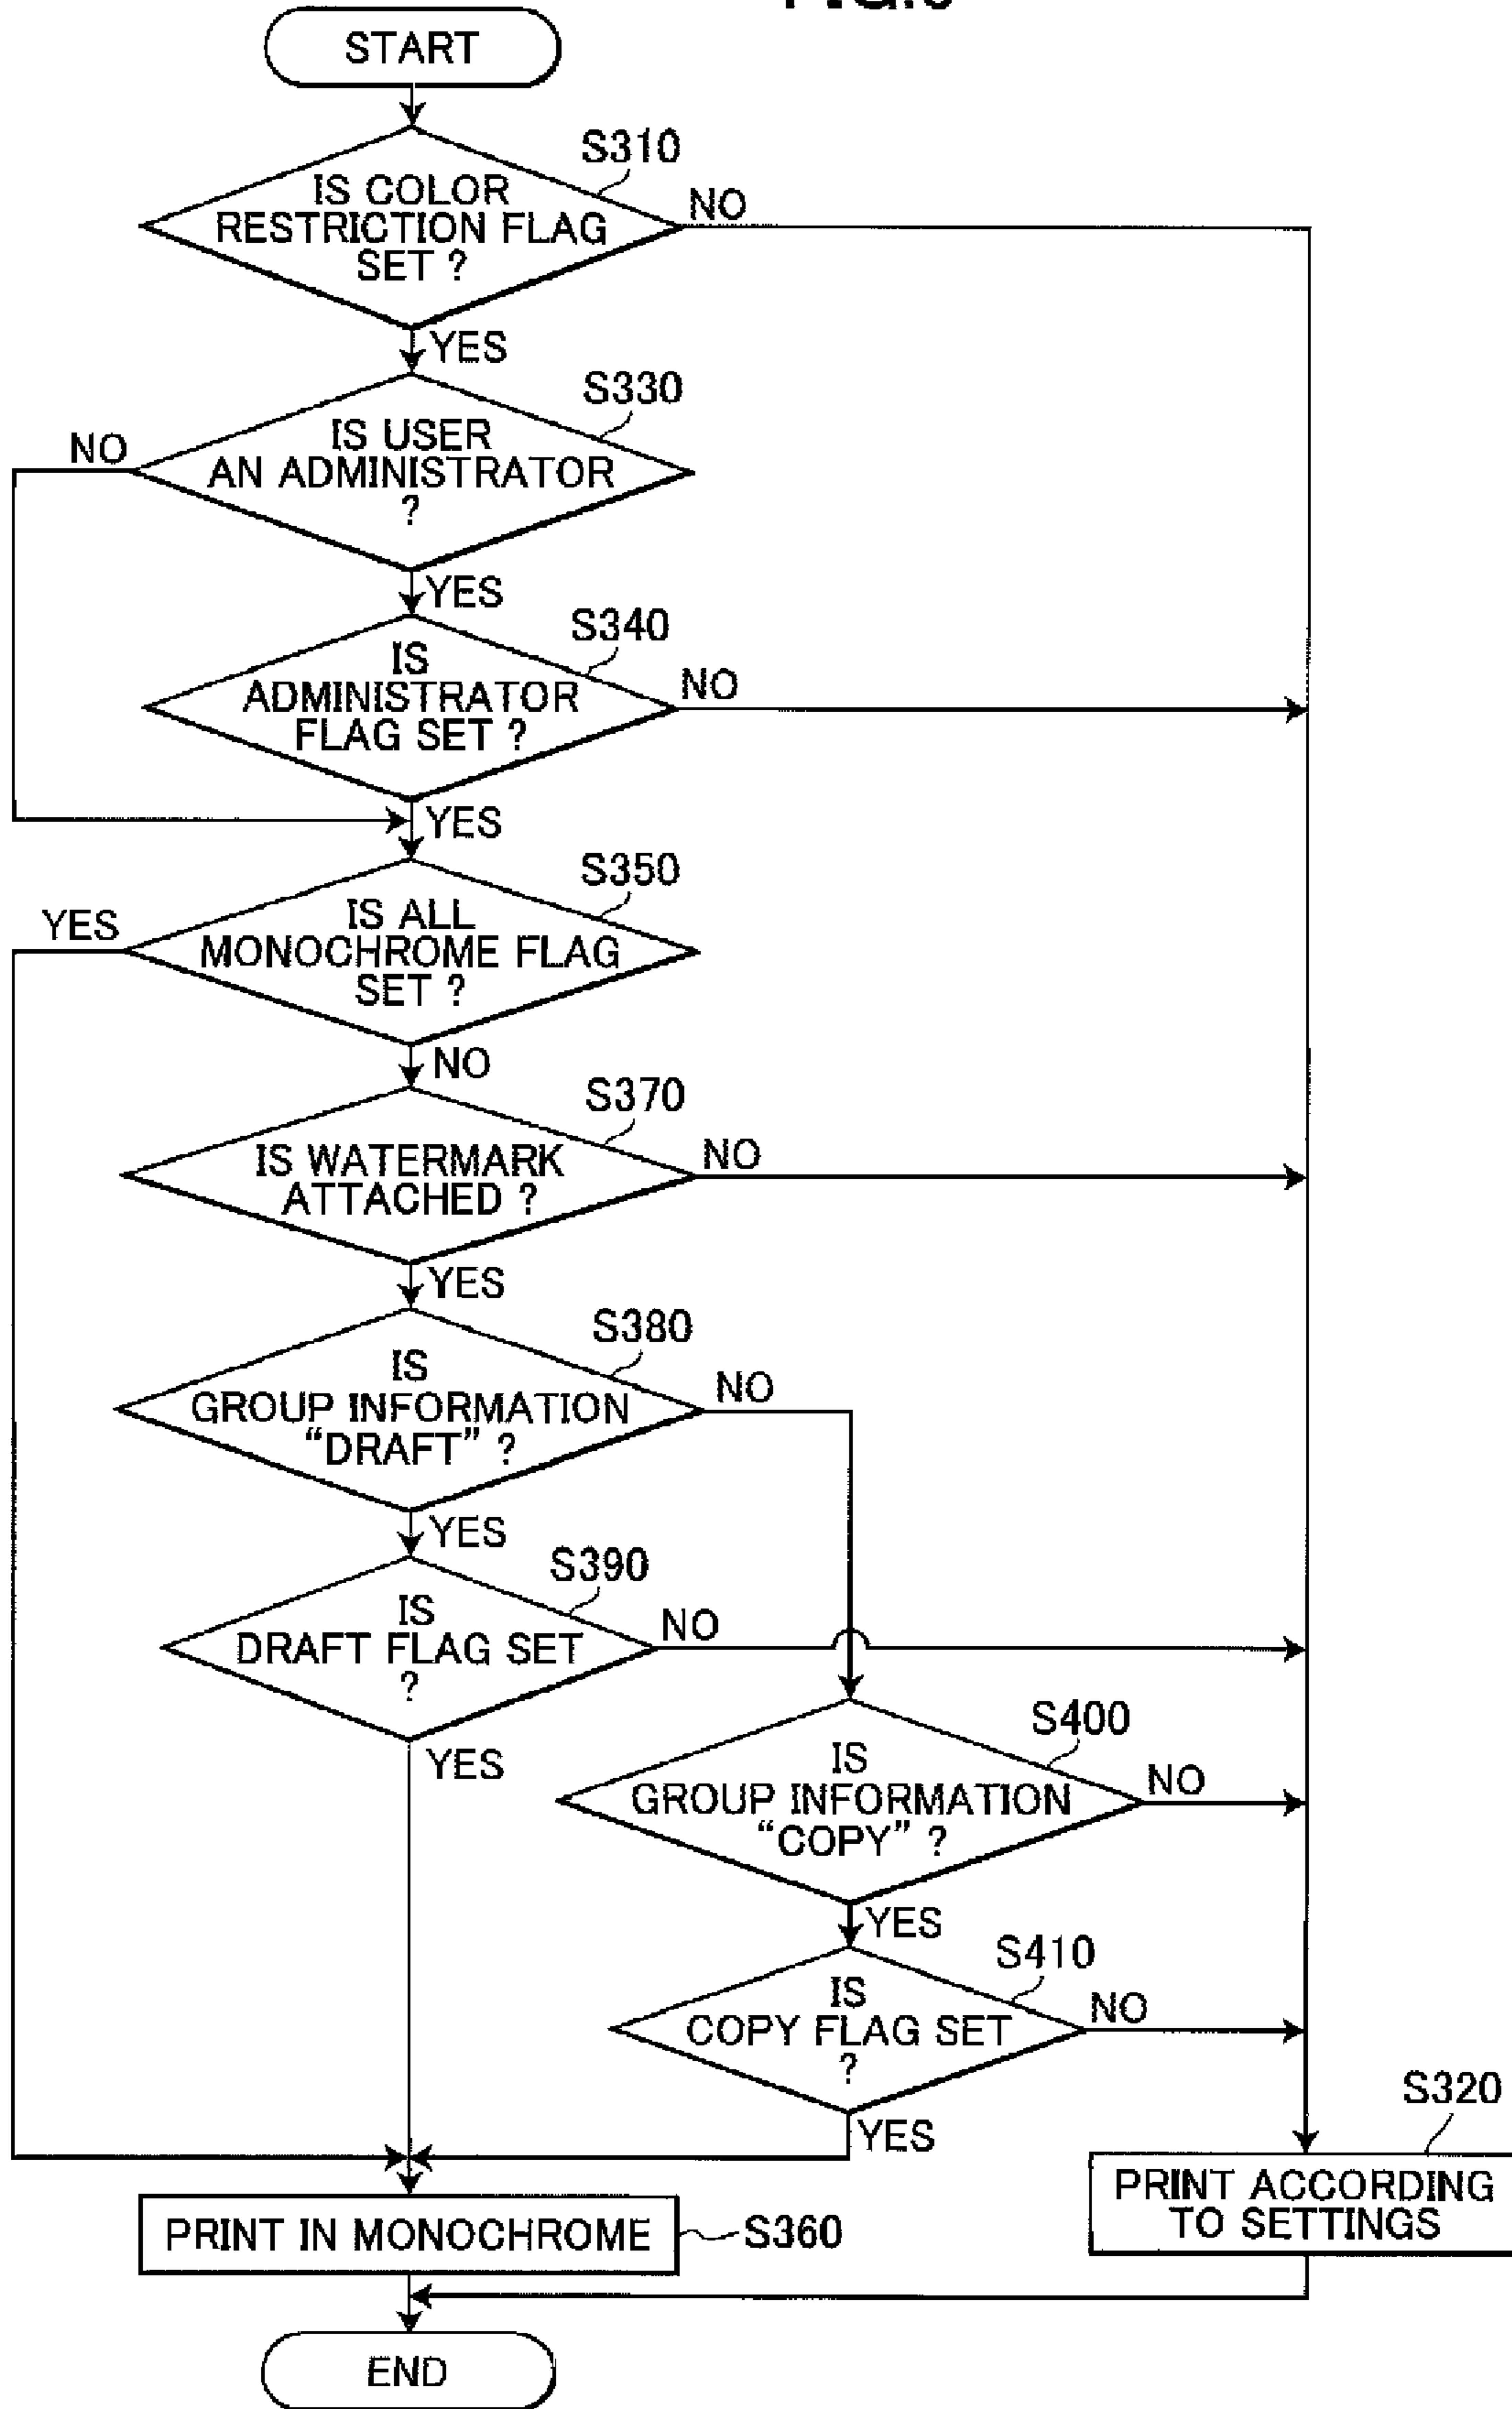 START
S310
IS COLOR
RESTRICTION FLAG
SET ?
NO
YES
S330
IS USER
AN ADMINISTRATOR
?
NO
YES
S340
IS
ADMINISTRATOR
FLAG SET ?
NO
YES
S350
IS ALL
MONOCHROME FLAG
SET ?
YES
NO
S370
IS WATERMARK
ATTACHED ?
NO
YES
S380
IS
GROUP INFORMATION
“DRAFT” ?
NO
YES
S390
IS
DRAFT FLAG SET
?
NO
YES
S400
IS
GROUP INFORMATION
“COPY” ?
NO
YES
S410
IS
COPY FLAG SET
?
NO
YES
S320
PRINT ACCORDING
TO SETTINGS
PRINT IN MONOCHROME
S360
END